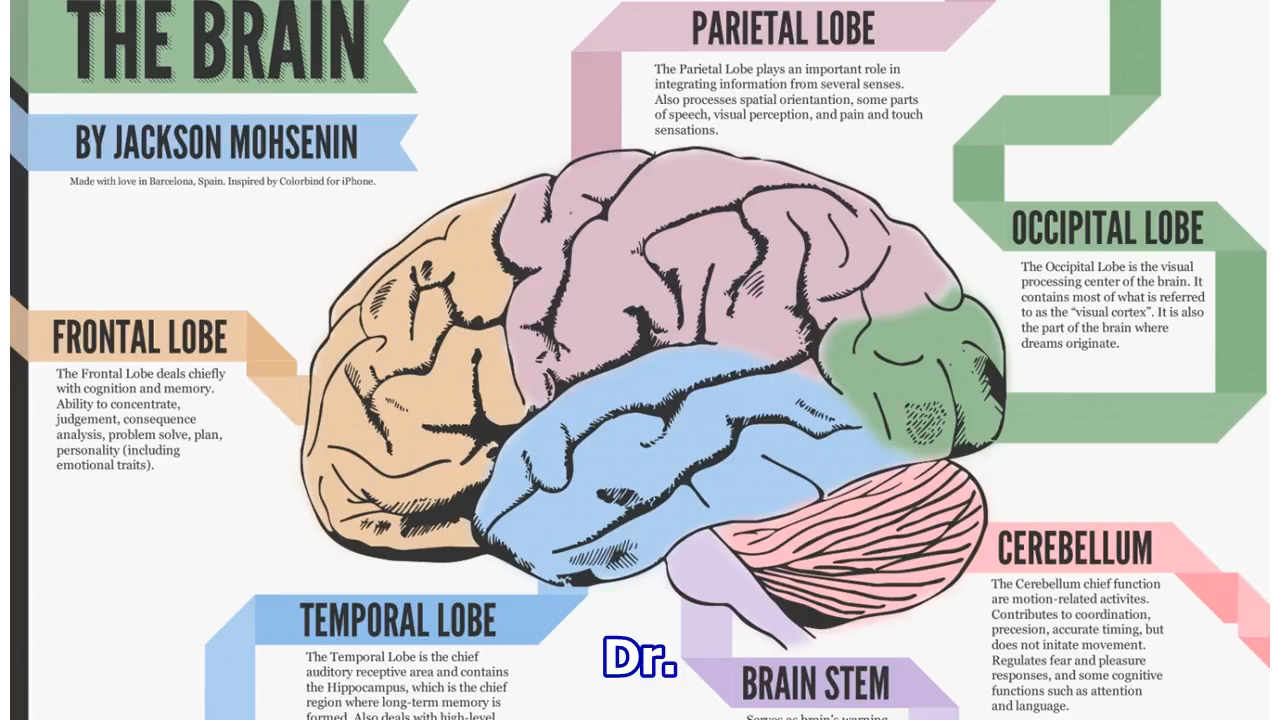 THE BRAIN
BY JACKSON MOHSENIN
Made with love in Barcelona, Spain. Inspired by Colorbind for iPhone.
PARIETAL LOBE
The Parietal Lobe plays an important role in
integrating information from several senses.
Also processes spatial orientantion, some parts
of speech, visual perception, and pain and touch
sensations.
OCCIPITAL LOBE
The Occipital Lobe is the visual
processing center of the brain. It
contains most of what is referred
to as the “visual cortex”. It is also
the part of the brain where
dreams originate.
FRONTAL LOBE
The Frontal Lobe deals chiefly
with cognition and memory.
Ability to concentrate,
judgement, consequence
analysis, problem solve, plan,
personality (including
emotional traits).
CEREBELLUM
The Cerebellum chief function
are motion-related activites.
Contributes to coordination,
precesion, accurate timing, but
does not initate movement.
Regulates fear and pleasure
responses, and some cognitive
functions such as attention
and language.
TEMPORAL LOBE
The Temporal Lobe is the chief
auditory receptive area and contains
the Hippocampus, which is the chief
region where long-term memory is
formed. Also deals with high-level
Dr.
BRAIN STEM
Serves as brain's warning